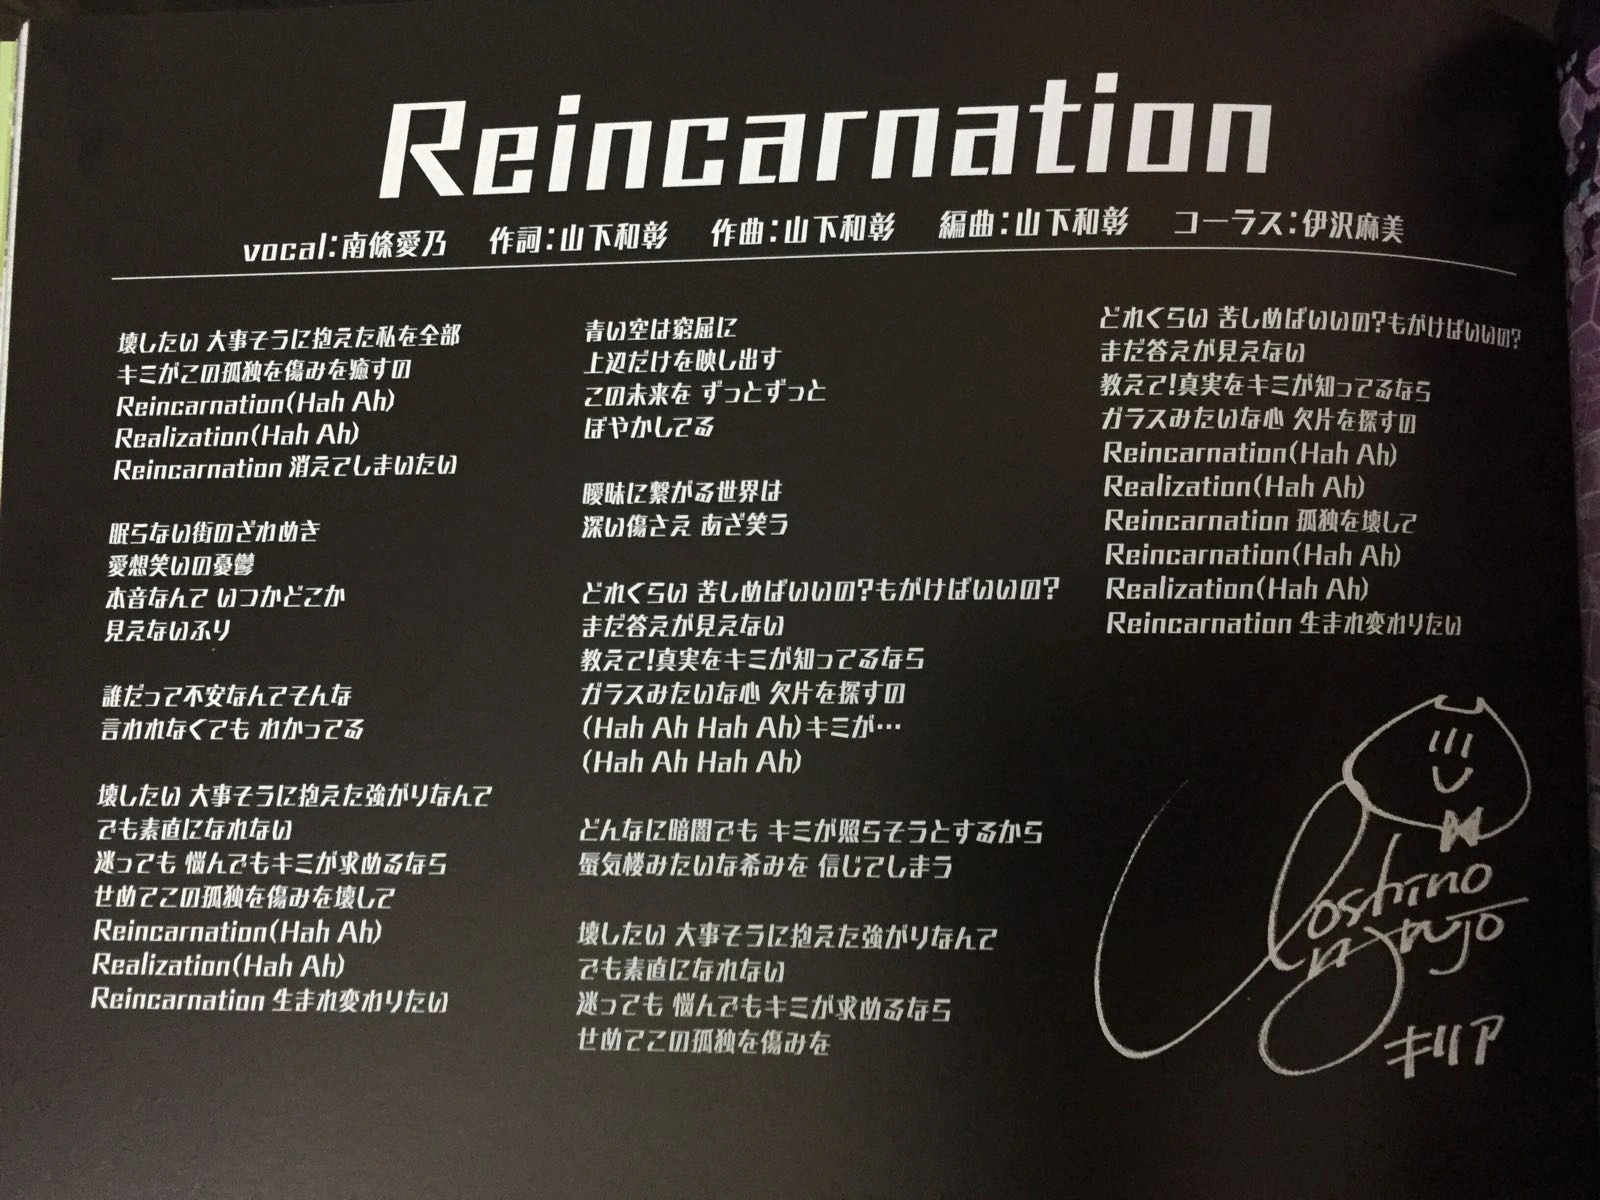 Reincarnation
vocal:南條愛乃 作詞:山下和彰 作曲:山下和彰 編曲:山下和彰 コーラス:伊沢麻美
壊したい 大事そうに抱えた私を全部
キミがこの孤独を傷みを癒すの
Reincarnation(Hah Ah)
Realization(Hah Ah)
Reincarnation 消えてしまいたい
眠らない街のざわめき
愛想笑いの憂鬱
本音なんて いつかどこか
見えないふり
誰だって不安なんてそんな
言われなくても わかってる
壊したい 大事そうに抱えた強がりなんて
でも素直になれない
迷っても 悩んでもキミが求めるなら
せめてこの孤独を傷みを壊して
Reincarnation(Hah Ah)
Realization(Hah Ah)
Reincarnation 生まれ変わりたい
青い空は窮屈に
上辺だけを映し出す
この未来を ずっとずっと
ぼやかしてる
曖昧に繋がる世界は
深い傷さえ あざ笑う
どれくらい 苦しめばいいの?もがけばいいの?
まだ答えが見えない
教えて!真実をキミが知ってるなら
ガラスみたいな心 欠片を探すの
(Hah Ah Hah Ah)キミが…
(Hah Ah Hah Ah)
どんなに暗闇でも キミが照らそうとするから
蜃気楼みたいな希みを 信じてしまう
壊したい 大事そうに抱えた強がりなんて
でも素直になれない
迷っても 悩んでもキミが求めるなら
せめてこの孤独を傷みを
どれくらい 苦しめばいいの?もがけばいいの?
まだ答えが見えない
教えて!真実をキミが知ってるなら
ガラスみたいな心 欠片を探すの
Reincarnation(Hah Ah)
Realization(Hah Ah)
Reincarnation 孤独を壊して
Reincarnation(Hah Ah)
Realization(Hah Ah)
Reincarnation 生まれ変わりたい
Yoshino
Nanjo
キリア